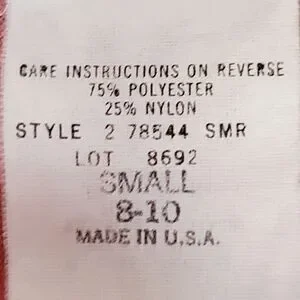 CARE INSTRUCTIONS ON REVERSE
75% POLYESTER
25% NYLON
STYLE 2 78544 SMR
LOT 8692
SMALL
8-10
MADE IN U.S.A.